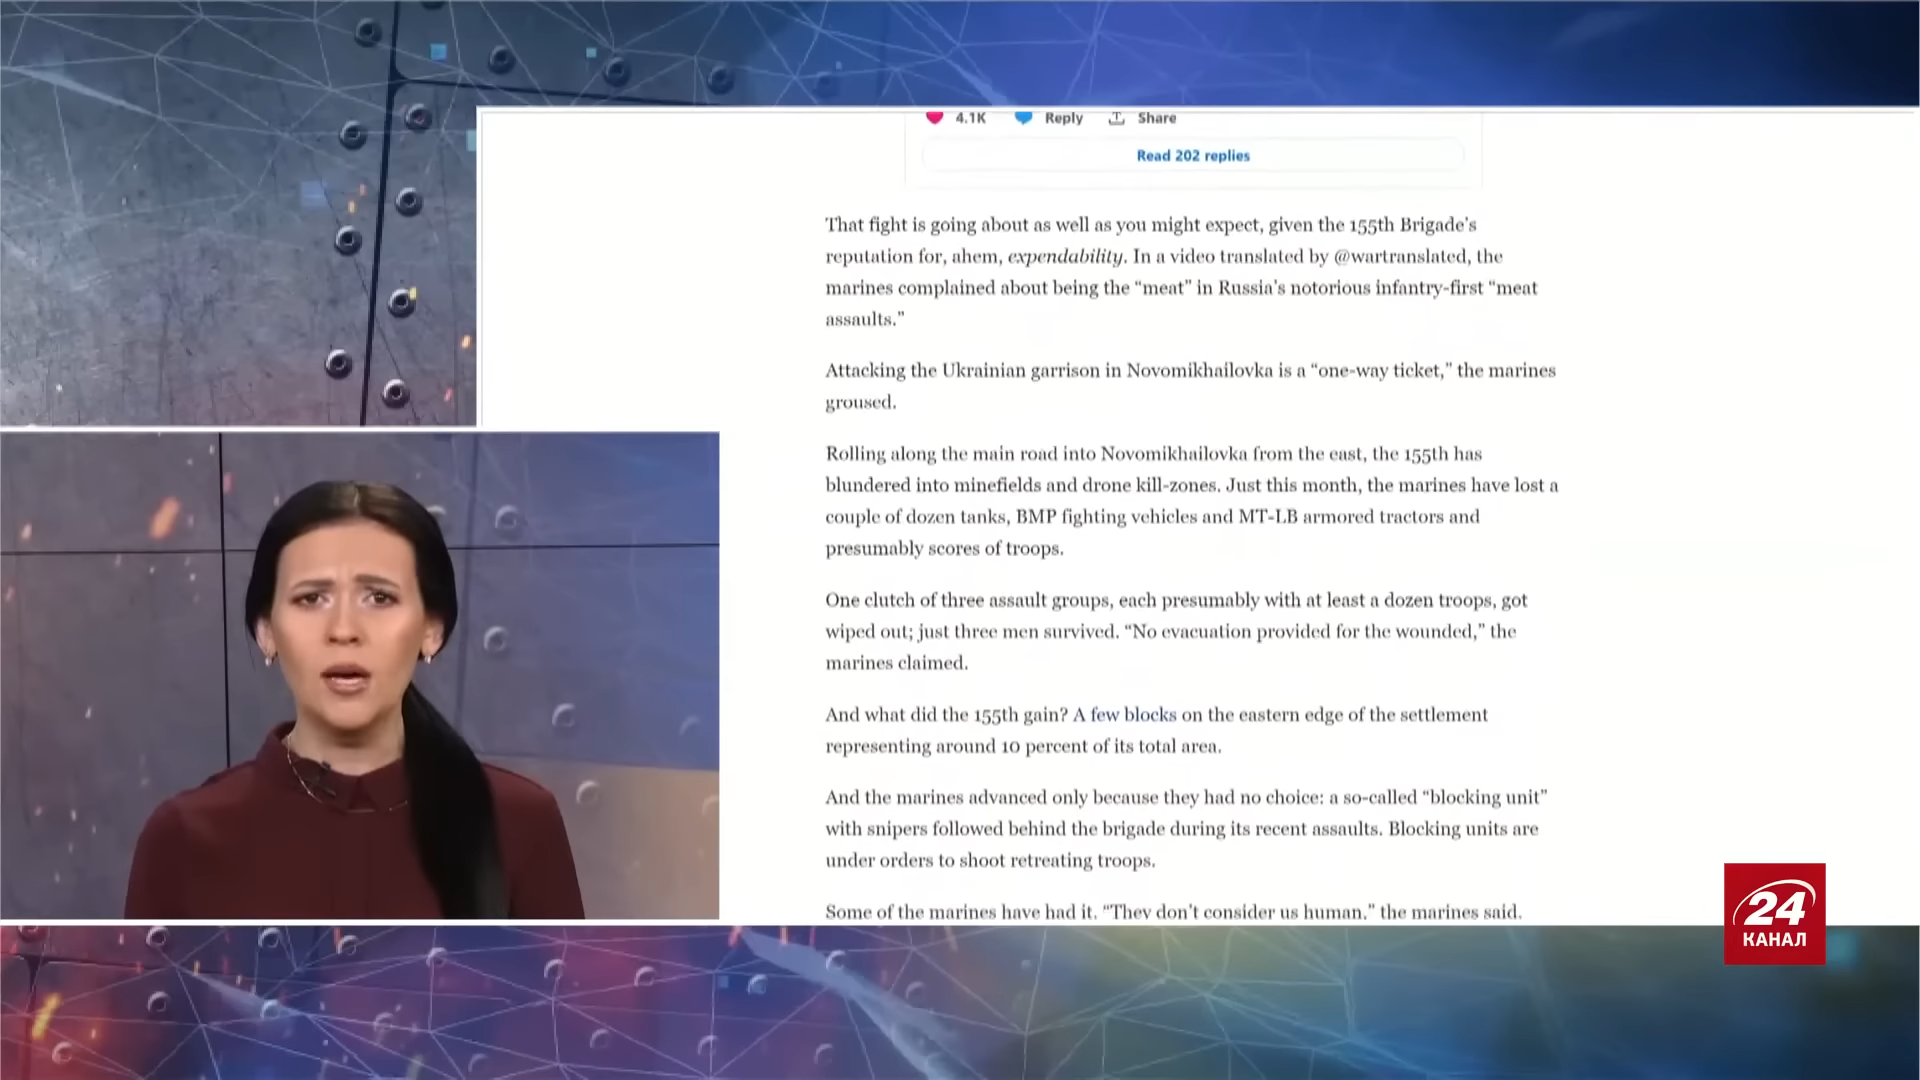 4.1K Reply Share
Read 202 replies
That fight is going about as well as you might expect, given the 155th Brigade's
reputation for, ahem, expendability. In a video translated by @wartranslated, the
marines complained about being the “meat” in Russia's notorious infantry-first “meat
assaults.”
Attacking the Ukrainian garrison in Novomikhailovka is a “one-way ticket,” the marines
groused.
Rolling along the main road into Novomikhailovka from the east, the 155th has
blundered into minefields and drone kill-zones. Just this month, the marines have lost a
couple of dozen tanks, BMP fighting vehicles and MT-LB armored tractors and
presumably scores of troops.
One clutch of three assault groups, each presumably with at least a dozen troops, got
wiped out; just three men survived. “No evacuation provided for the wounded,” the
marines claimed.
And what did the 155th gain? A few blocks on the eastern edge of the settlement
representing around 10 percent of its total area.
And the marines advanced only because they had no choice: a so-called “blocking unit”
with snipers followed behind the brigade during its recent assaults. Blocking units are
under orders to shoot retreating troops.
Some of the marines have had it. “They don't consider us human,” the marines said.
24
КАНАЛ